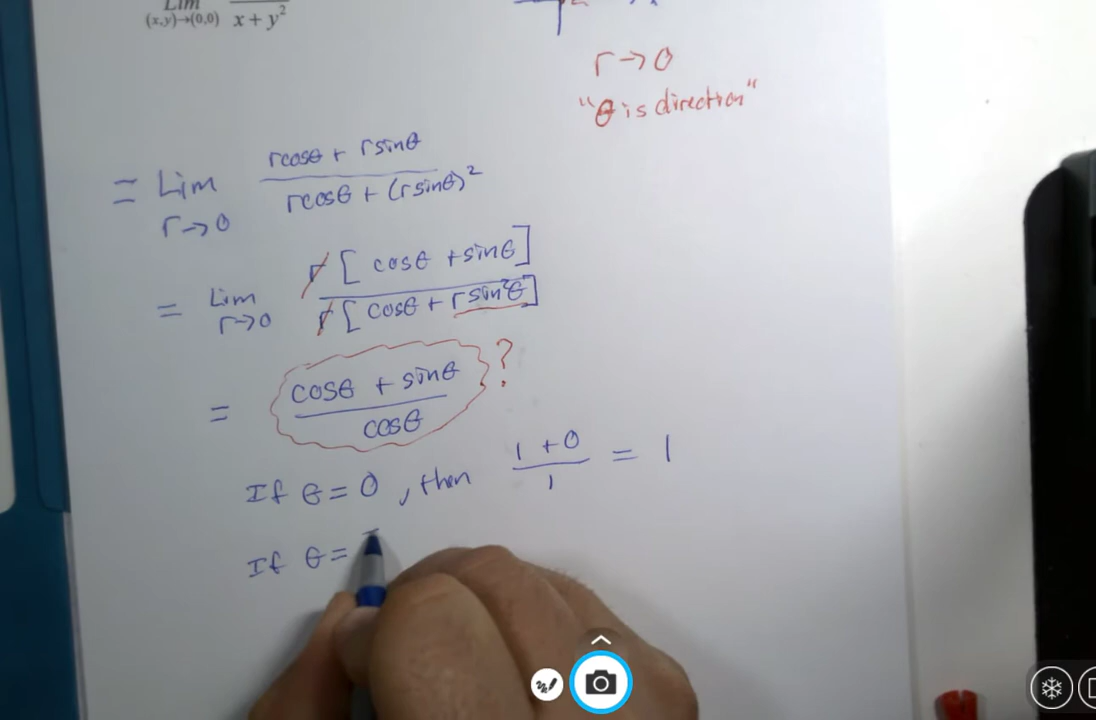 Lim
(x,y)→(0,0) x + y²
r → 0
"θ is direction"
= Lim r→0 (rcosθ + rsinθ) / (rcosθ + (rsinθ)²)
= Lim r→0 r[cosθ + sinθ] / r[cosθ + rsin²θ]
= (cosθ + sinθ) / cosθ ?
If θ = 0, then (1 + 0) / 1 = 1
If θ =